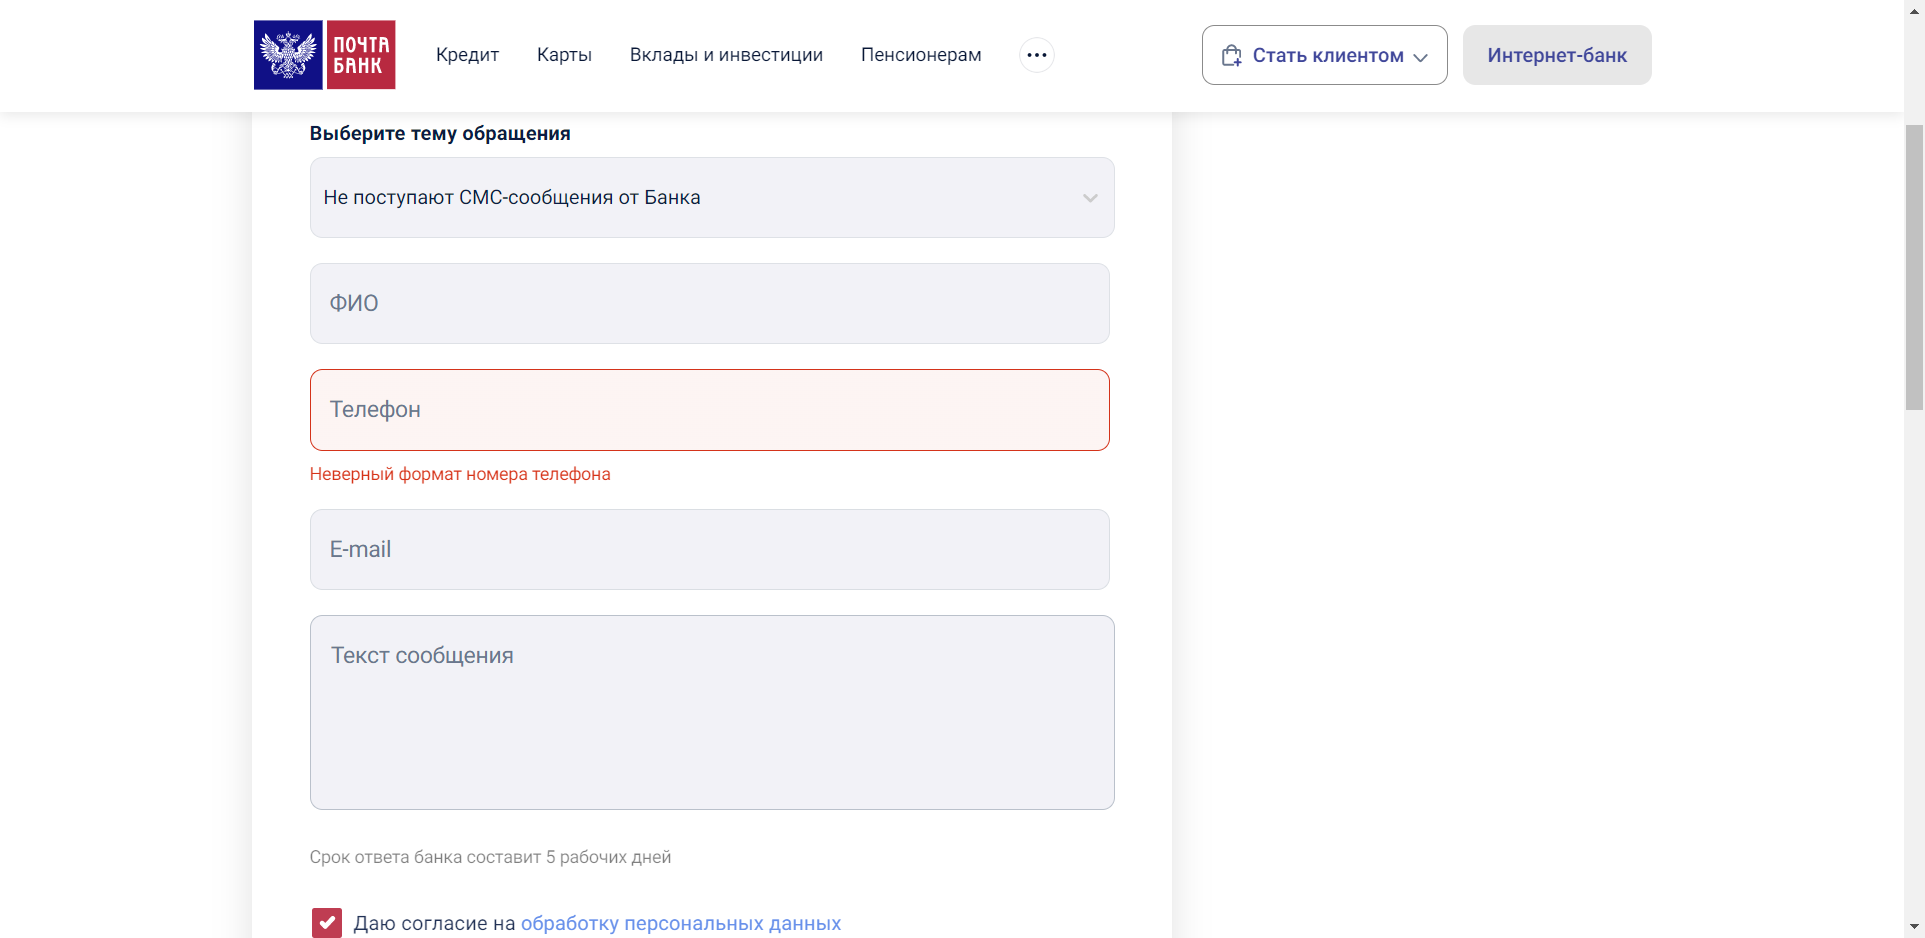 ПОЧТА
БАНК
Кредит
Карты
Вклады и инвестиции
Пенсионерам
Стать клиентом
Интернет-банк
Выберите тему обращения
Не поступают СМС-сообщения от Банка
ФИО
Телефон
Неверный формат номера телефона
E-mail
Текст сообщения
Срок ответа банка составит 5 рабочих дней
Даю согласие на обработку персональных данных